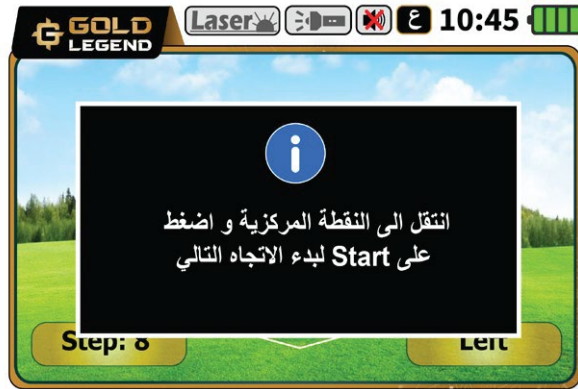 GOLD
LEGEND
Laser
ع
10:45
انتقل الى النقطة المركزية و اضغط
على Start لبدء الاتجاه التالي
Step: 8
Left